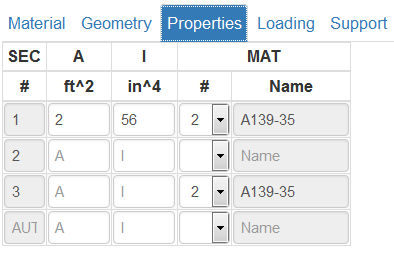 Material Geometry Properties Loading Support
SEC A I MAT
# ft^2 in^4 # Name
1 2 56 2 A139-35
2 A I Name
3 A I 2 A139-35
AUT A I Name